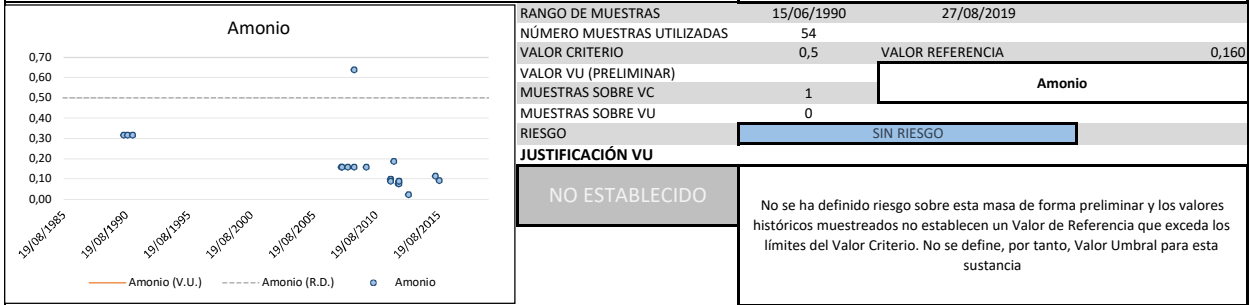 Amonio
0,70
0,60
0,50
0,40
0,30
0,20
0,10
0,00
19/08/1985
19/08/1990
19/08/1995
19/08/2000
19/08/2005
19/08/2010
19/08/2015
Amonio (V.U.) Amonio (R.D.) Amonio
RANGO DE MUESTRAS 15/06/1990 27/08/2019
NÚMERO MUESTRAS UTILIZADAS 54
VALOR CRITERIO 0,5 VALOR REFERENCIA 0,160
VALOR VU (PRELIMINAR)
Amonio
MUESTRAS SOBRE VC 1
MUESTRAS SOBRE VU 0
RIESGO SIN RIESGO
JUSTIFICACIÓN VU
NO ESTABLECIDO
No se ha definido riesgo sobre esta masa de forma preliminar y los valores
históricos muestreados no establecen un Valor de Referencia que exceda los
límites del Valor Criterio. No se define, por tanto, Valor Umbral para esta
sustancia